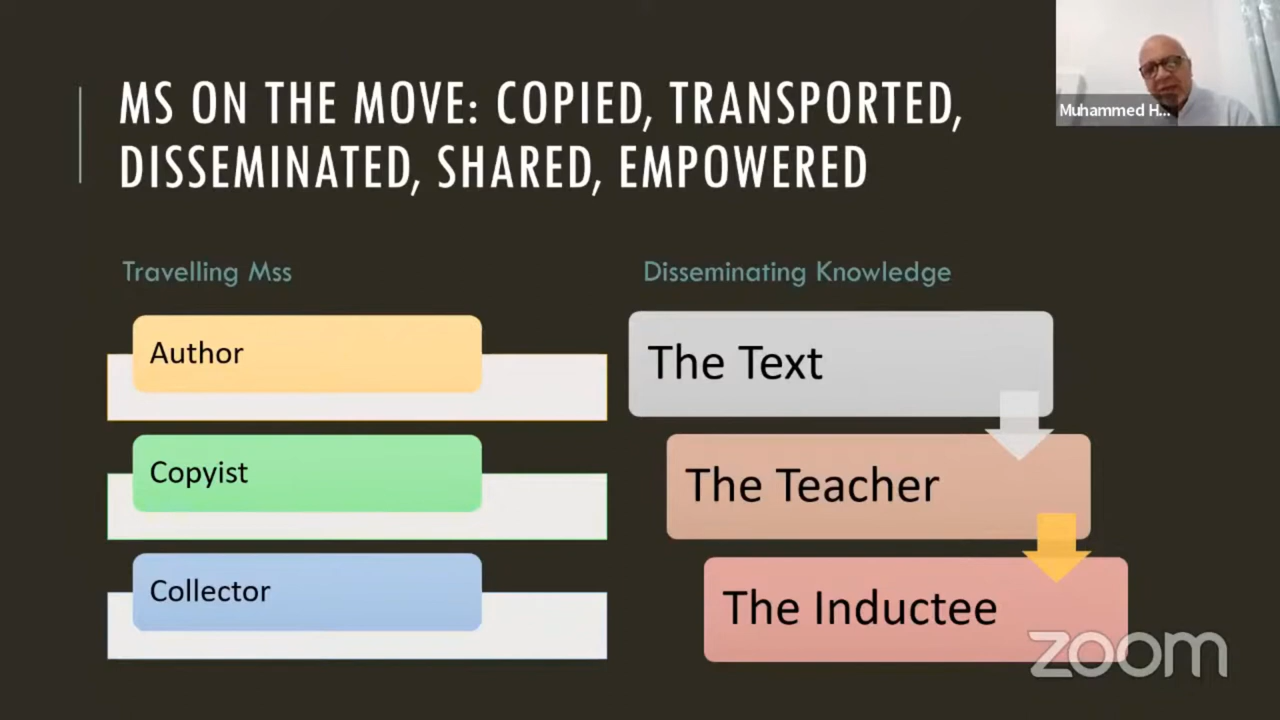 MS ON THE MOVE: COPIED, TRANSPORTED,
DISSEMINATED, SHARED, EMPOWERED
Muhammed H...
Travelling Mss
Author
Copyist
Collector
Disseminating Knowledge
The Text
The Teacher
The Inductee
zoom